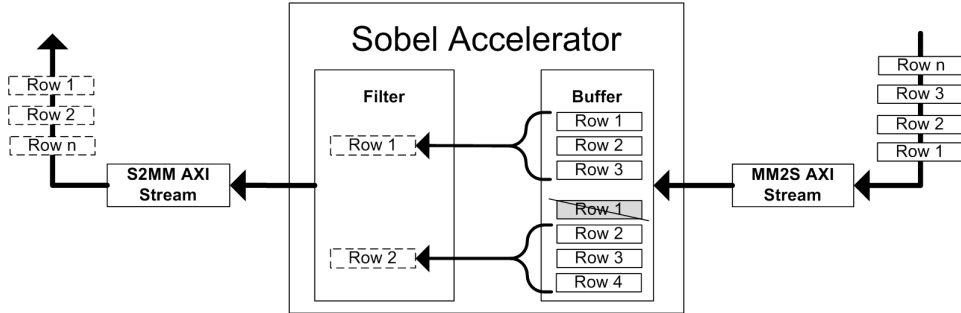 Sobel Accelerator
Row 1
Row 2
Row n
S2MM AXI
Stream
Filter
Row 1
Row 2
Buffer
Row 1
Row 2
Row 3
Row 1
Row 2
Row 3
Row 4
MM2S AXI
Stream
Row n
Row 3
Row 2
Row 1